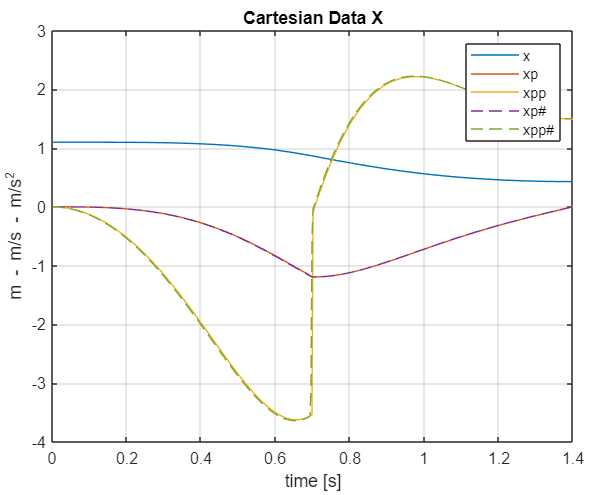 Cartesian Data X
3
2
1
0
-1
-2
-3
-4
m - m/s - m/s²
x
xp
xpp
xp#
xpp#
0 0.2 0.4 0.6 0.8 1 1.2 1.4
time [s]